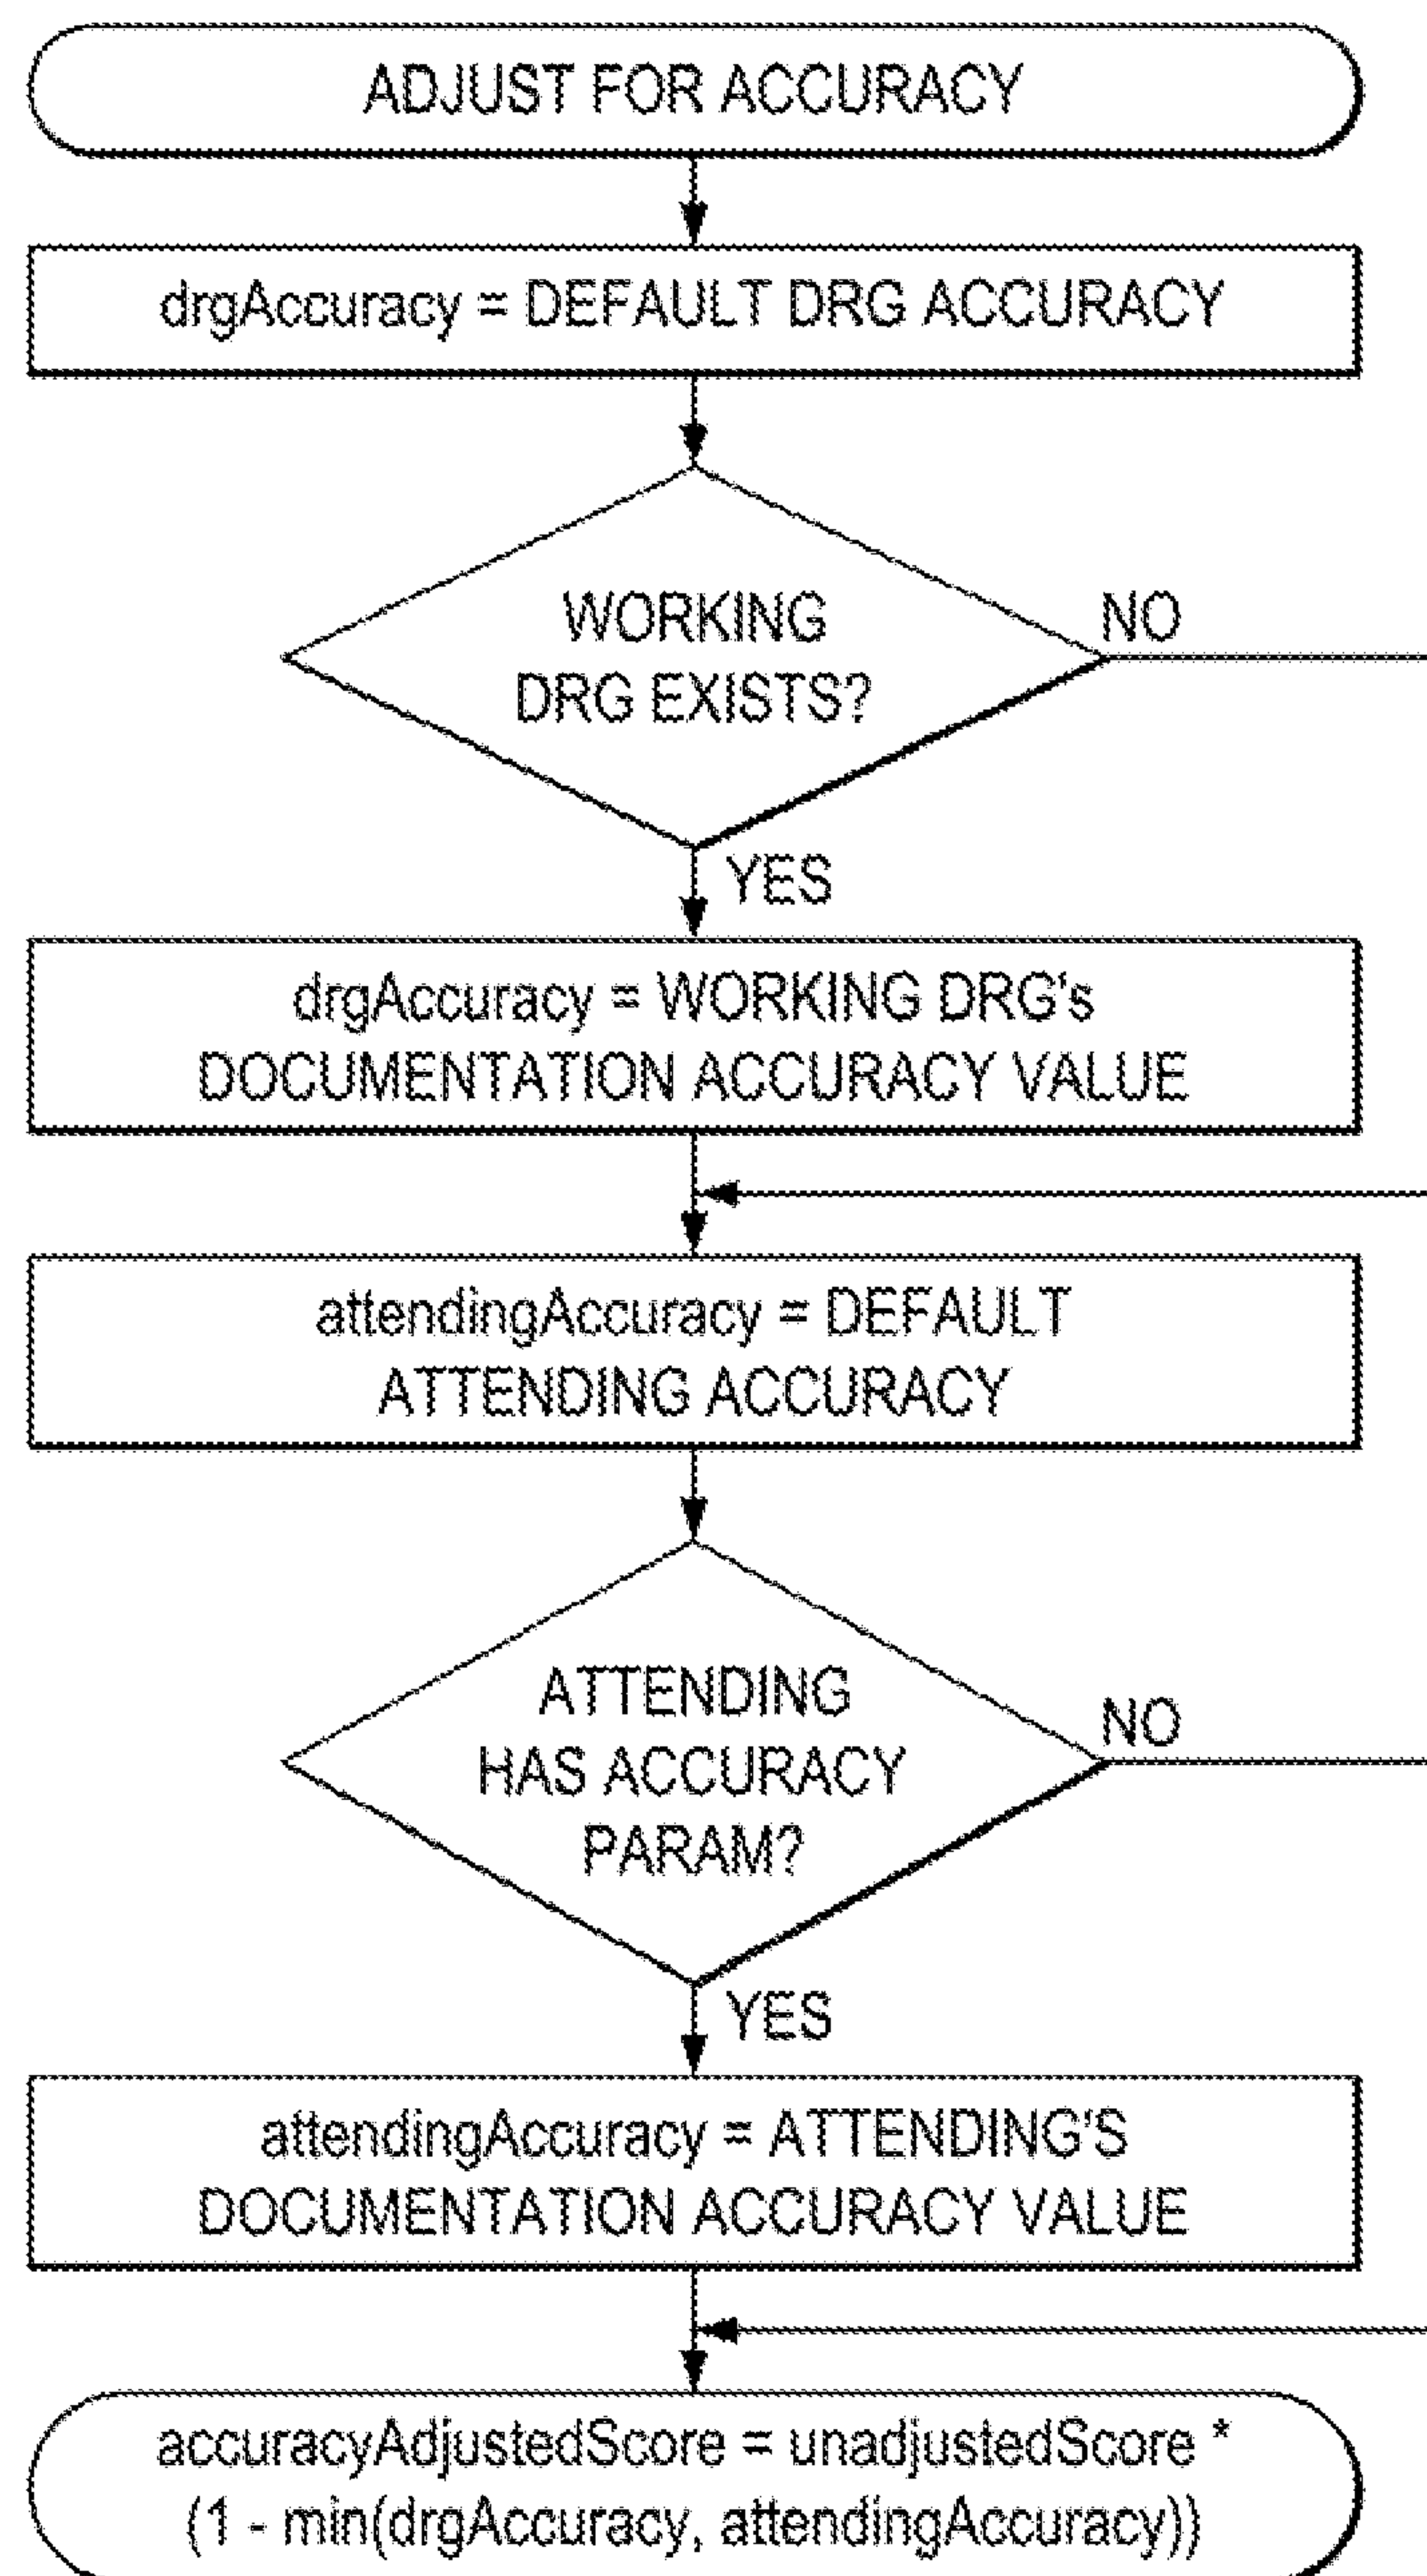 ADJUST FOR ACCURACY
drgAccuracy = DEFAULT DRG ACCURACY
WORKING
DRG EXISTS?
NO
YES
drgAccuracy = WORKING DRG's
DOCUMENTATION ACCURACY VALUE
attendingAccuracy = DEFAULT
ATTENDING ACCURACY
ATTENDING
HAS ACCURACY
PARAM?
NO
YES
attendingAccuracy = ATTENDING'S
DOCUMENTATION ACCURACY VALUE
accuracyAdjustedScore = unadjustedScore *
(1 - min(drgAccuracy, attendingAccuracy))